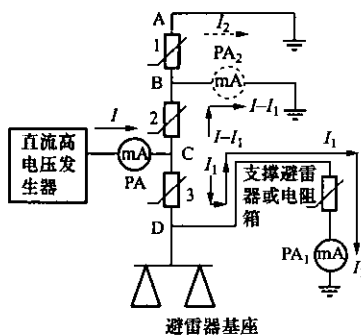 A
I₂
1
PA₂
B
mA
I-I₁
I
2
I-I₁
直流高
电压发
生器
mA
C
PA
I₁
I₁
3
支撑避雷
器或电阻
箱
D
PA₁
mA
I
避雷器基座